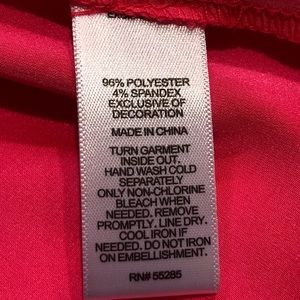 96% POLYESTER
4% SPANDEX
EXCLUSIVE OF
DECORATION
MADE IN CHINA
TURN GARMENT
INSIDE OUT.
HAND WASH COLD
SEPARATELY
ONLY NON-CHLORINE
BLEACH WHEN
NEEDED. REMOVE
PROMPTLY. LINE DRY.
COOL IRON IF
NEEDED. DO NOT IRON
ON EMBELLISHMENT.
RN# 55285